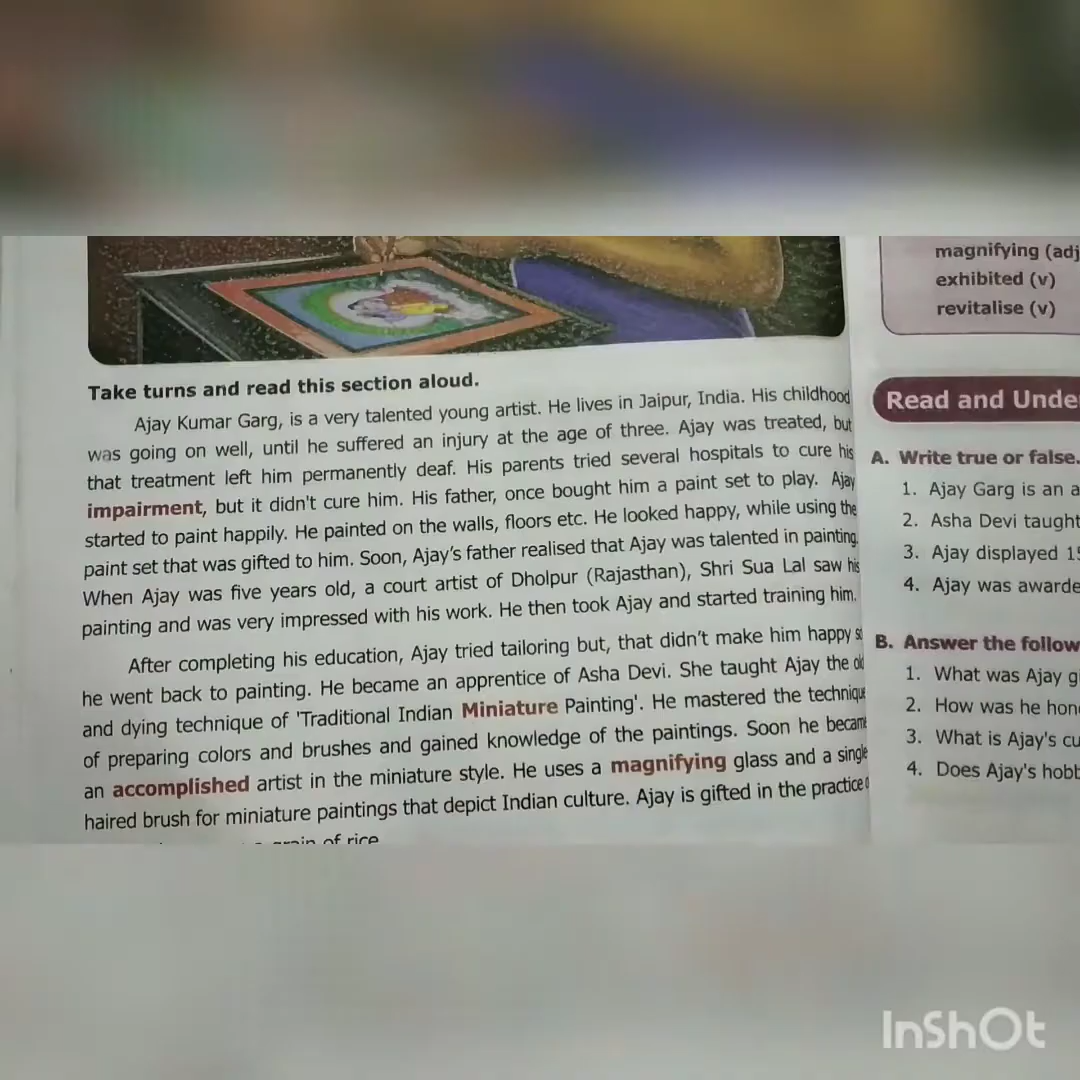 magnifying (adj
exhibited (v)
revitalise (v)
Take turns and read this section aloud.
Ajay Kumar Garg, is a very talented young artist. He lives in Jaipur, India. His childhood
was going on well, until he suffered an injury at the age of three. Ajay was treated, but
that treatment left him permanently deaf. His parents tried several hospitals to cure his
impairment, but it didn't cure him. His father, once bought him a paint set to play. Ajay
started to paint happily. He painted on the walls, floors etc. He looked happy, while using the
paint set that was gifted to him. Soon, Ajay's father realised that Ajay was talented in painting.
When Ajay was five years old, a court artist of Dholpur (Rajasthan), Shri Sua Lal saw his
painting and was very impressed with his work. He then took Ajay and started training him.
After completing his education, Ajay tried tailoring but, that didn't make him happy so
he went back to painting. He became an apprentice of Asha Devi. She taught Ajay the old
and dying technique of 'Traditional Indian Miniature Painting'. He mastered the technique
of preparing colors and brushes and gained knowledge of the paintings. Soon he became
an accomplished artist in the miniature style. He uses a magnifying glass and a single
haired brush for miniature paintings that depict Indian culture. Ajay is gifted in the practice
grain of rice
Read and Unde
A. Write true or false.
1. Ajay Garg is an a
2. Asha Devi taught
3. Ajay displayed 15
4. Ajay was awarde
B. Answer the follow
1. What was Ajay g
2. How was he hon
3. What is Ajay's cu
4. Does Ajay's hobb
InShOt